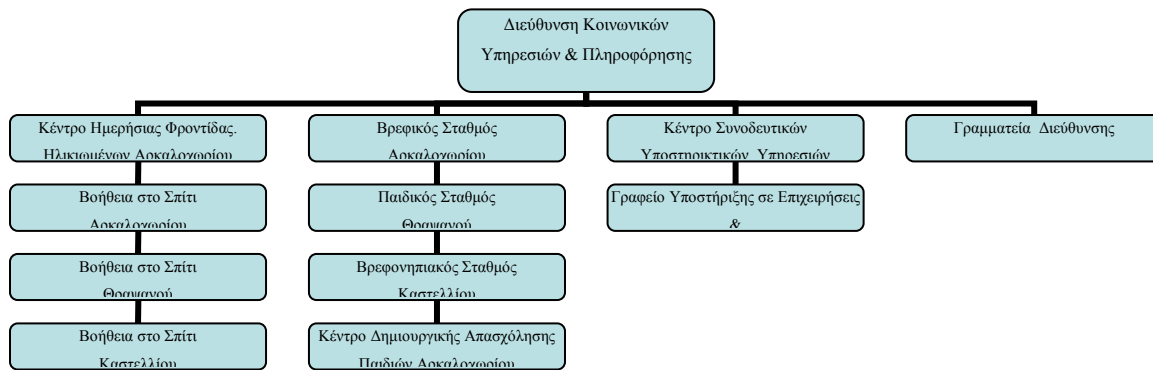 Διεύθυνση Κοινωνικών
Υπηρεσιών & Πληροφόρησης
Κέντρο Ημερήσιας Φροντίδας.
Ηλικιωμένων Αρκαλοχωρίου
Βοήθεια στο Σπίτι
Αρκαλοχωρίου
Βοήθεια στο Σπίτι
Θραψανού
Βοήθεια στο Σπίτι
Καστελλίου
Βρεφικός Σταθμός
Αρκαλοχωρίου
Παιδικός Σταθμός
Θραψανού
Βρεφονηπιακός Σταθμός
Καστελλίου
Κέντρο Δημιουργικής Απασχόλησης
Παιδιών Αρκαλοχωρίου
Κέντρο Συνοδευτικών
Υποστηρικτικών Υπηρεσιών
Γραφείο Υποστήριξης σε Επιχειρήσεις
&
Γραμματεία Διεύθυνσης